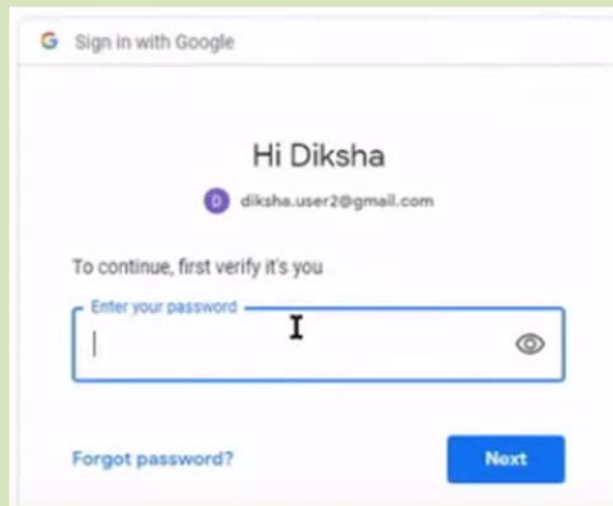 Sign in with Google
Hi Diksha
D diksha.user2@gmail.com
To continue, first verify it's you
Enter your password
Forgot password? Next